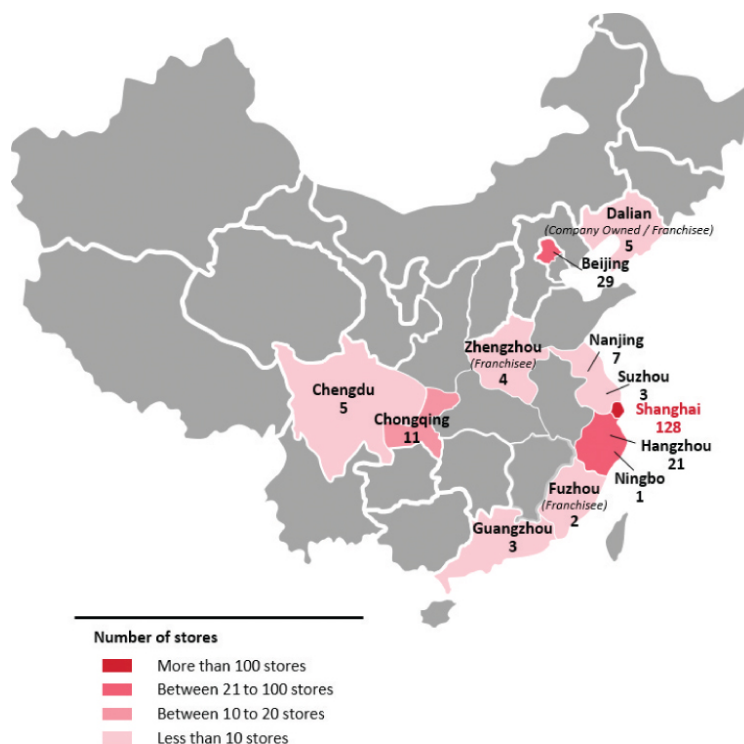 Dalian
(Company Owned / Franchisee)
5
Beijing
29
Zhengzhou
(Franchisee)
4
Nanjing
7
Suzhou
3
Shanghai
128
Hangzhou
21
Ningbo
1
Chengdu
5
Chongqing
11
Fuzhou
(Franchisee)
2
Guangzhou
3
Number of stores
More than 100 stores
Between 21 to 100 stores
Between 10 to 20 stores
Less than 10 stores